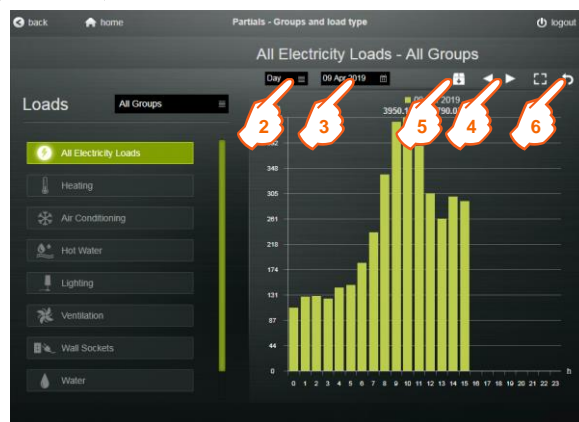 back home Partials - Groups and load type logout
All Electricity Loads - All Groups
Day 09 Apr 2019
Loads All Groups
2 3 5 4 6
2019
3950.1
348
305
261
218
174
131
87
44
0
0 1 2 3 4 5 6 7 8 9 10 11 12 13 14 15 16 17 18 19 20 21 22 23 h
All Electricity Loads
Heating
Air Conditioning
Hot Water
Lighting
Ventilation
Wall Sockets
Water